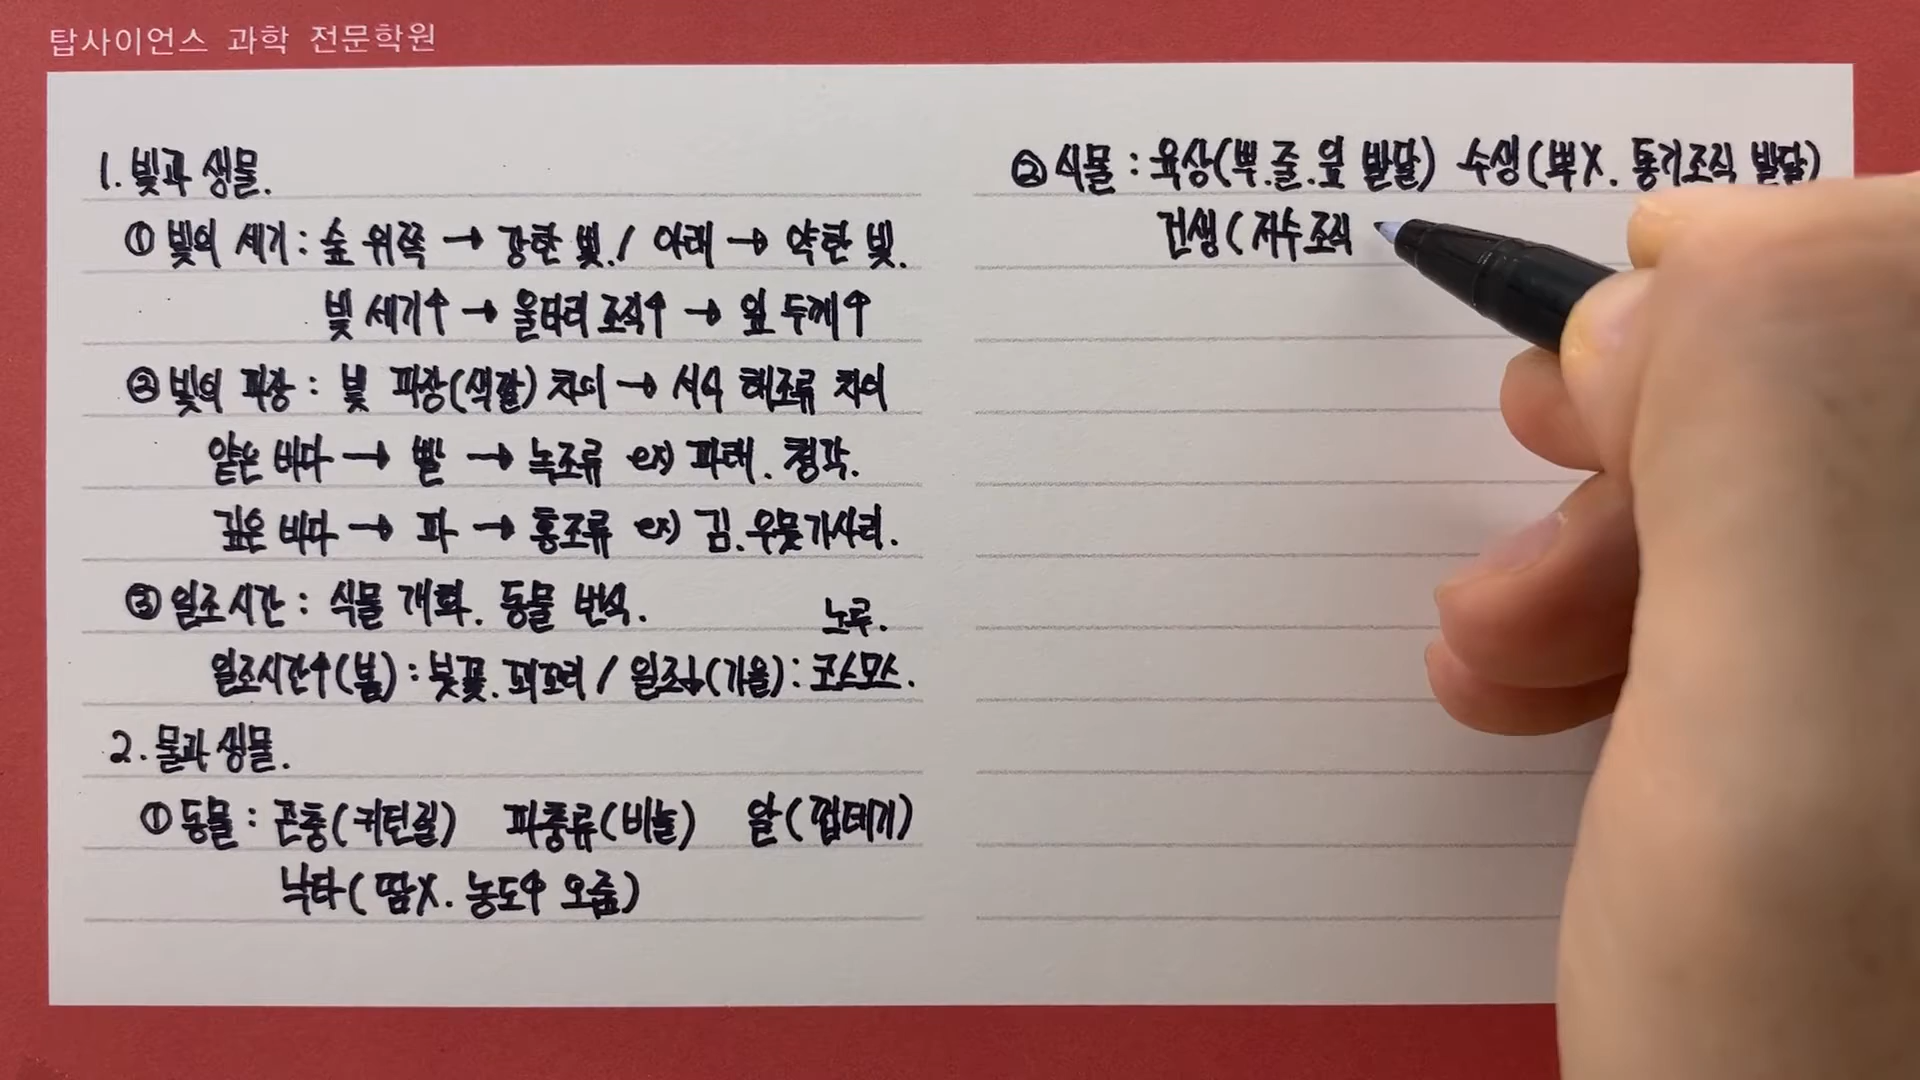 탑사이언스 과학 전문학원
1. 빛과 생물.
① 빛의 세기 : 숲 위쪽 → 강한 빛. / 아래 → 약한 빛.
빛 세기↑ → 울타리 조직↑ → 잎 두께↑
② 빛의 파장 : 빛 파장(색깔) 차이 → 서식 해조류 차이
얕은 바다 → 빨 → 녹조류 ex) 파래. 청각.
깊은 바다 → 파 → 홍조류 ex) 김. 우뭇가사리.
③ 일조시간 : 식물 개화. 동물 번식.
노루.
일조시간↑(봄) : 붓꽃. 꾀꼬리 / 일조↓(가을) : 코스모스.
2. 물과 생물.
① 동물 : 곤충(키틴질) 파충류(비늘) 알(껍데기)
낙타(땀X. 농도↑ 오줌)
② 식물 : 육상(뿌.줄.잎 발달) 수생(뿌X. 통기조직 발달)
건생(저수조직